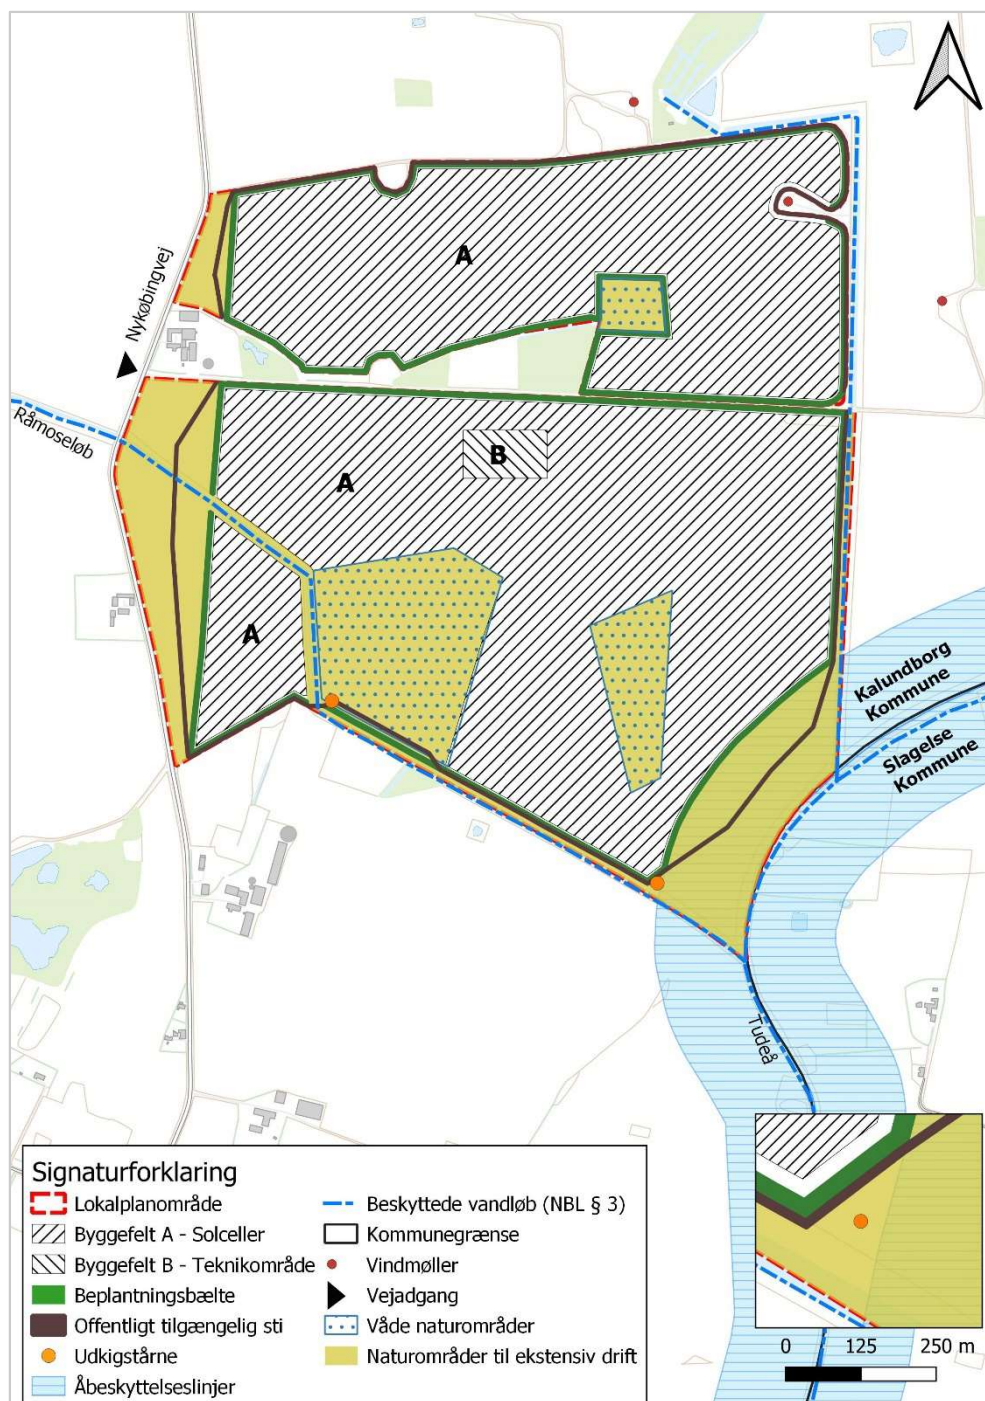 Nykøbingvej
A
Råmoseløb
A
B
A
Kalundborg
Kommune
Slagelse
Kommune
Tudeå
Signaturforklaring
Lokalplanområde
Byggefelt A - Solceller
Byggefelt B - Teknikområde
Beplantningsbælte
Offentligt tilgængelig sti
Udkigstårne
Åbeskyttelseslinjer
Beskyttede vandløb (NBL § 3)
Kommunegrænse
Vindmøller
Vejadgang
Våde naturområder
Naturområder til ekstensiv drift
0 125 250 m